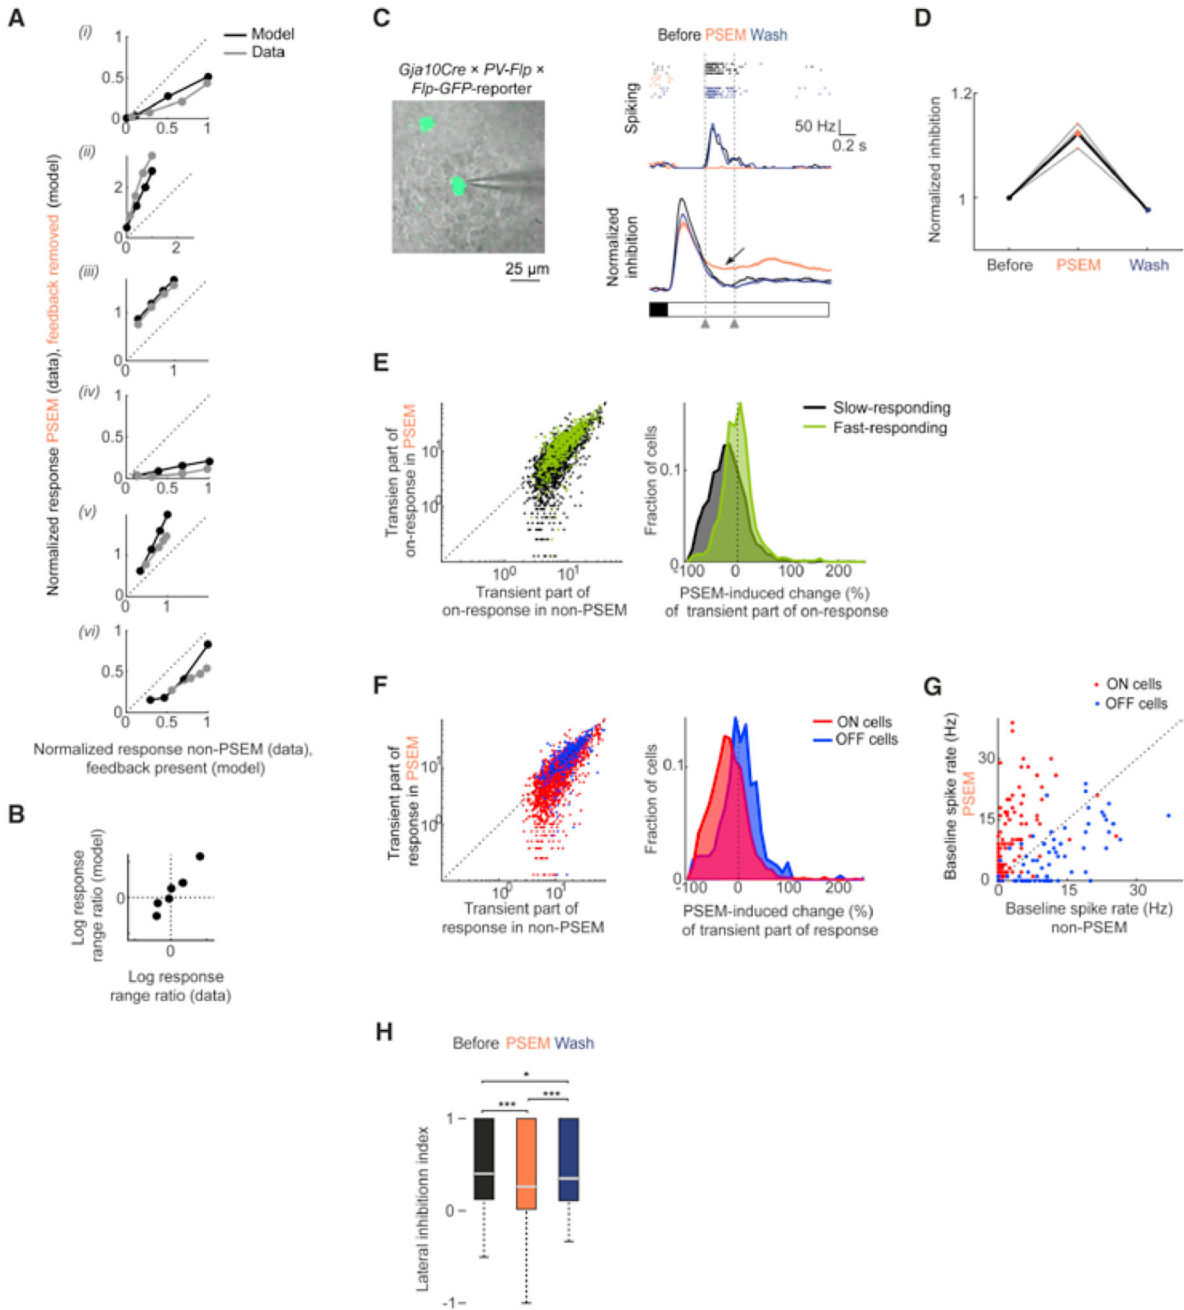 A
(i)
Model
Data
1
0.5
0
0 0.5 1
(ii)
2
0
0 2
(iii)
1
0
0 1
(iv)
1
0.5
0
0 0.5 1
(v)
1
0
0 1
(vi)
1
0.5
0
0 0.5 1
Normalized response PSEM (data), feedback removed (model)
Normalized response non-PSEM (data),
feedback present (model)
B
Log response
range ratio (model)
0
0
Log response
range ratio (data)
C
Gja10Cre × PV-Flp ×
Flp-GFP-reporter
25 µm
Before PSEM Wash
Spiking
50 Hz
0.2 s
Normalized
inhibition
D
Normalized inhibition
1.2
1
Before PSEM Wash
E
Transien part of
on-response in PSEM
10¹
10⁰
10⁰ 10¹
Transient part of
on-response in non-PSEM
Fraction of cells
0.1
0
-100 0 100 200
PSEM-induced change (%)
of transient part of on-response
Slow-responding
Fast-responding
F
Transient part of
response in PSEM
10¹
10⁰
10⁰ 10¹
Transient part of
response in non-PSEM
Fraction of cells
0.1
0
-100 0 100 200
PSEM-induced change (%)
of transient part of response
ON cells
OFF cells
G
ON cells
OFF cells
Baseline spike rate (Hz)
PSEM
30
15
0
0 15 30
Baseline spike rate (Hz)
non-PSEM
H
Before PSEM Wash
*
*** ***
Lateral inhibitionn index
1
0
-1